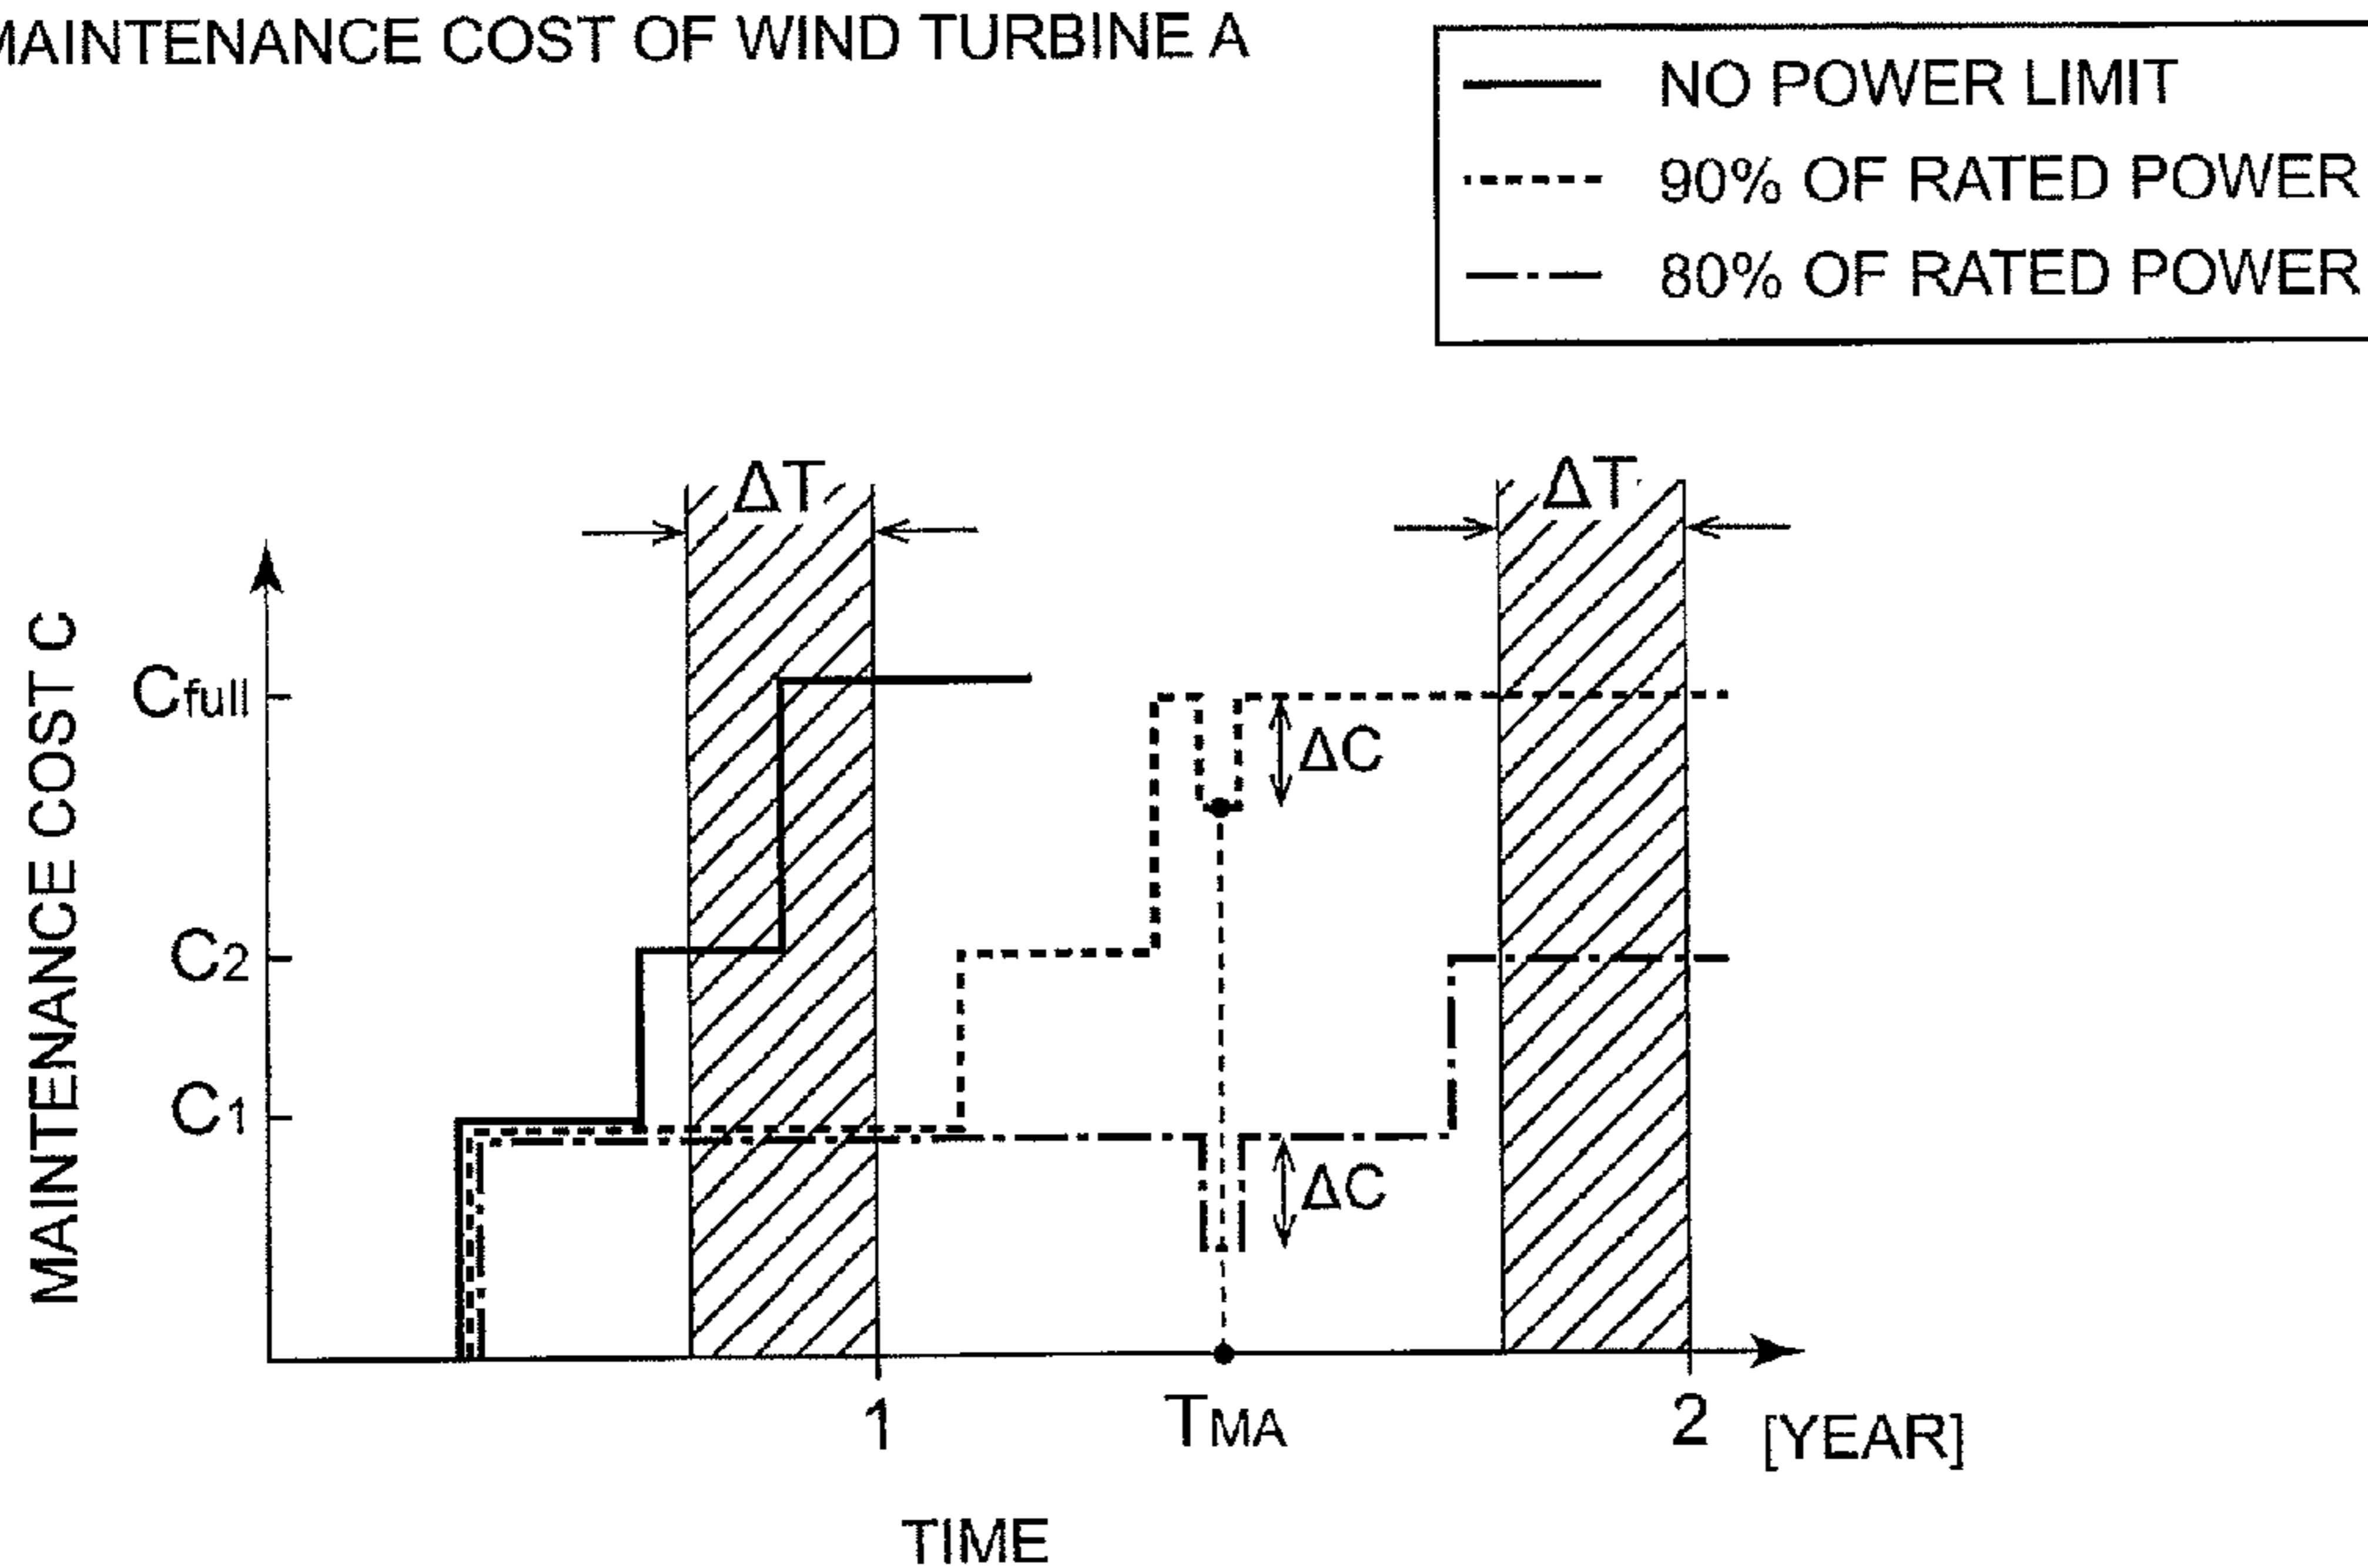 MAINTENANCE COST OF WIND TURBINE A
NO POWER LIMIT
90% OF RATED POWER
80% OF RATED POWER
ΔT
ΔT
MAINTENANCE COST C
Cfull
ΔC
C2
C1
ΔC
1
TMA
2
[YEAR]
TIME